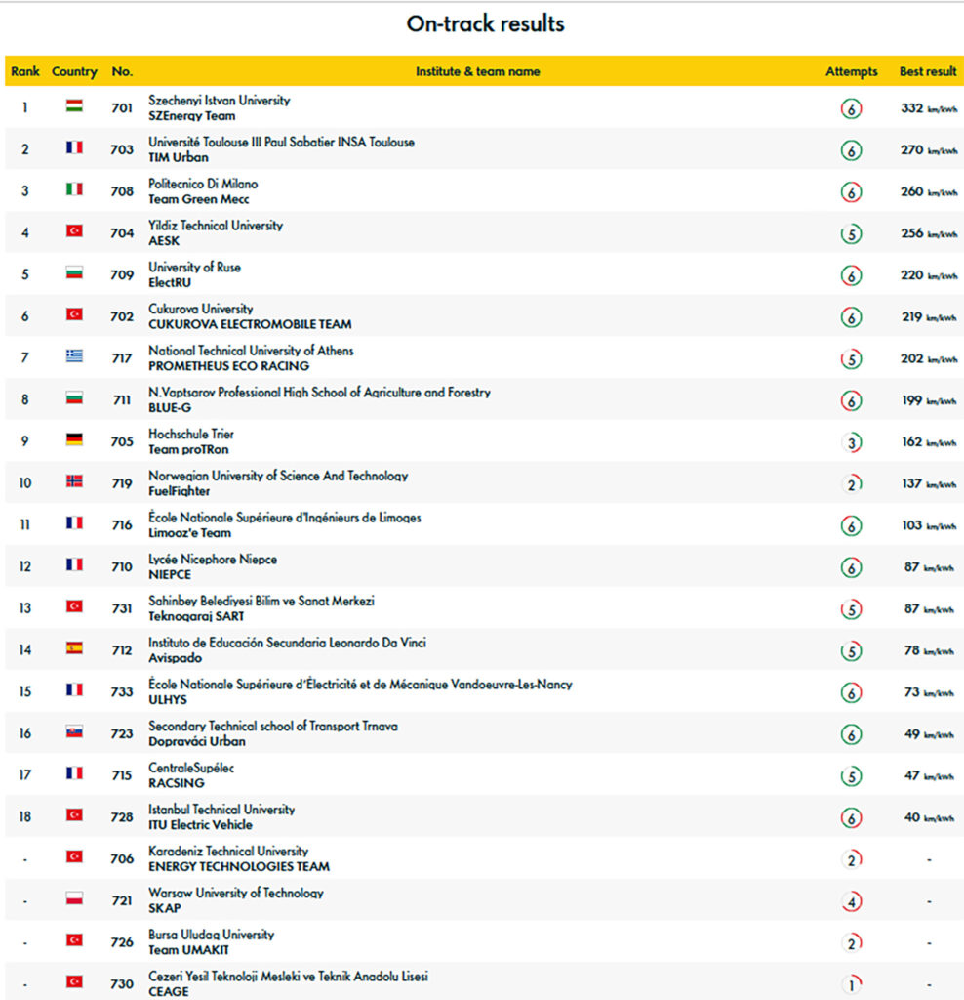 On-track results
Rank Country No. Institute & team name Attempts Best result
1 701 Szechenyi Istvan University 6 332 km/kwh
SZEnergy Team
2 703 Université Toulouse III Paul Sabatier INSA Toulouse 6 270 km/kwh
TIM Urban
3 708 Politecnico Di Milano 6 260 km/kwh
Team Green Mecc
4 704 Yildiz Technical University 5 256 km/kwh
AESK
5 709 University of Ruse 6 220 km/kwh
ElectRU
6 702 Cukurova University 6 219 km/kwh
CUKUROVA ELECTROMOBILE TEAM
7 717 National Technical University of Athens 5 202 km/kwh
PROMETHEUS ECO RACING
8 711 N.Vaptsarov Professional High School of Agriculture and Forestry 6 199 km/kwh
BLUE-G
9 705 Hochschule Trier 3 162 km/kwh
Team proTRon
10 719 Norwegian University of Science And Technology 2 137 km/kwh
FuelFighter
11 716 École Nationale Supérieure d'Ingénieurs de Limoges 6 103 km/kwh
Limooz'e Team
12 710 Lycée Nicephore Niepce 6 87 km/kwh
NIEPCE
13 731 Sahinbey Belediyesi Bilim ve Sanat Merkezi 5 87 km/kwh
Teknogaraj SART
14 712 Instituto de Educación Secundaria Leonardo Da Vinci 5 78 km/kwh
Avispado
15 733 École Nationale Supérieure d'Électricité et de Mécanique Vandoeuvre-Les-Nancy 6 73 km/kwh
ULHYS
16 723 Secondary Technical school of Transport Trnava 6 49 km/kwh
Dopraváci Urban
17 715 CentraleSupélec 5 47 km/kwh
RACSING
18 728 Istanbul Technical University 6 40 km/kwh
ITU Electric Vehicle
- 706 Karadeniz Technical University 2 -
ENERGY TECHNOLOGIES TEAM
- 721 Warsaw University of Technology 4 -
SKAP
- 726 Bursa Uludag University 2 -
Team UMAKIT
- 730 Cezeri Yesil Teknoloji Mesleki ve Teknik Anadolu Lisesi 1 -
CEAGE